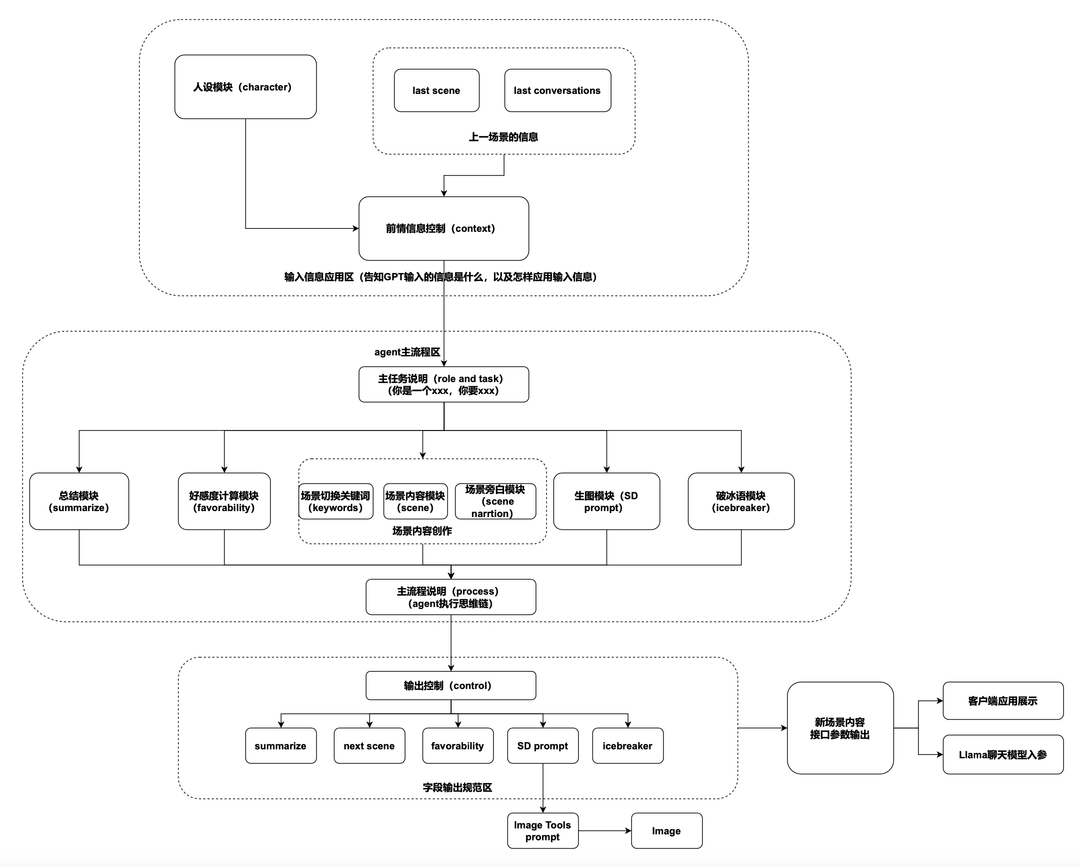 人设模块（character）
last scene
last conversations
上一场景的信息
前情信息控制（context）
输入信息应用区（告知GPT输入的信息是什么，以及怎样应用输入信息）
agent主流程区
主任务说明（role and task）
（你是一个xxx，你要xxx）
总结模块
（summarize）
好感度计算模块
（favorability）
场景切换关键词
（keywords）
场景内容模块
（scene）
场景旁白模块
（scene
narrtion）
场景内容创作
生图模块（SD
prompt）
破冰语模块
（icebreaker）
主流程说明（process）
（agent执行思维链）
输出控制（control）
summarize
next scene
favorability
SD prompt
icebreaker
字段输出规范区
新场景内容
接口参数输出
客户端应用展示
Llama聊天模型入参
Image Tools
prompt
Image